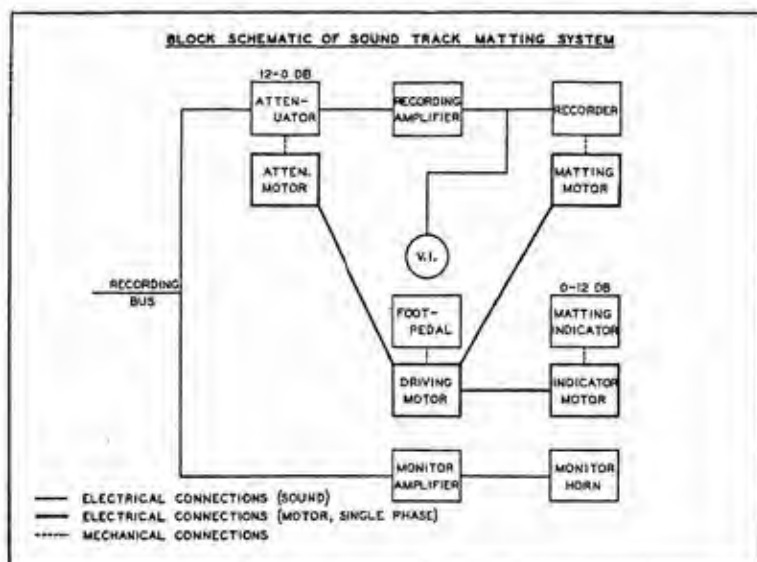 BLOCK SCHEMATIC OF SOUND TRACK MATTING SYSTEM
12-0 DB
ATTEN-
UATOR
RECORDING
AMPLIFIER
RECORDER
ATTEN.
MOTOR
MATTING
MOTOR
V.I.
RECORDING
BUS
0-12 DB
FOOT-
PEDAL
MATTING
INDICATOR
DRIVING
MOTOR
INDICATOR
MOTOR
MONITOR
AMPLIFIER
MONITOR
HORN
ELECTRICAL CONNECTIONS (SOUND)
ELECTRICAL CONNECTIONS (MOTOR, SINGLE PHASE)
MECHANICAL CONNECTIONS